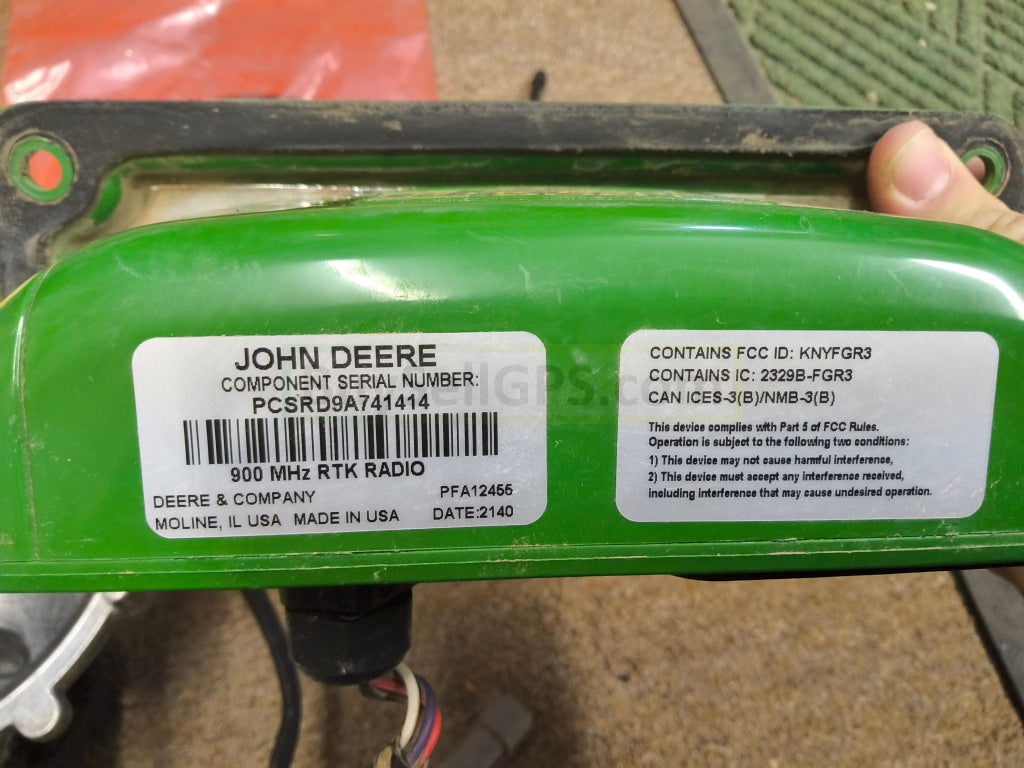 JOHN DEERE
COMPONENT SERIAL NUMBER:
PCSRD9A741414
900 MHz RTK RADIO
DEERE & COMPANY PFA12455
MOLINE, IL USA MADE IN USA DATE:2140
CONTAINS FCC ID: KNYFGR3
CONTAINS IC: 2329B-FGR3
CAN ICES-3(B)/NMB-3(B)
This device complies with Part 5 of FCC Rules.
Operation is subject to the following two conditions:
1) This device may not cause harmful interference,
2) This device must accept any interference received,
including interference that may cause undesired operation.